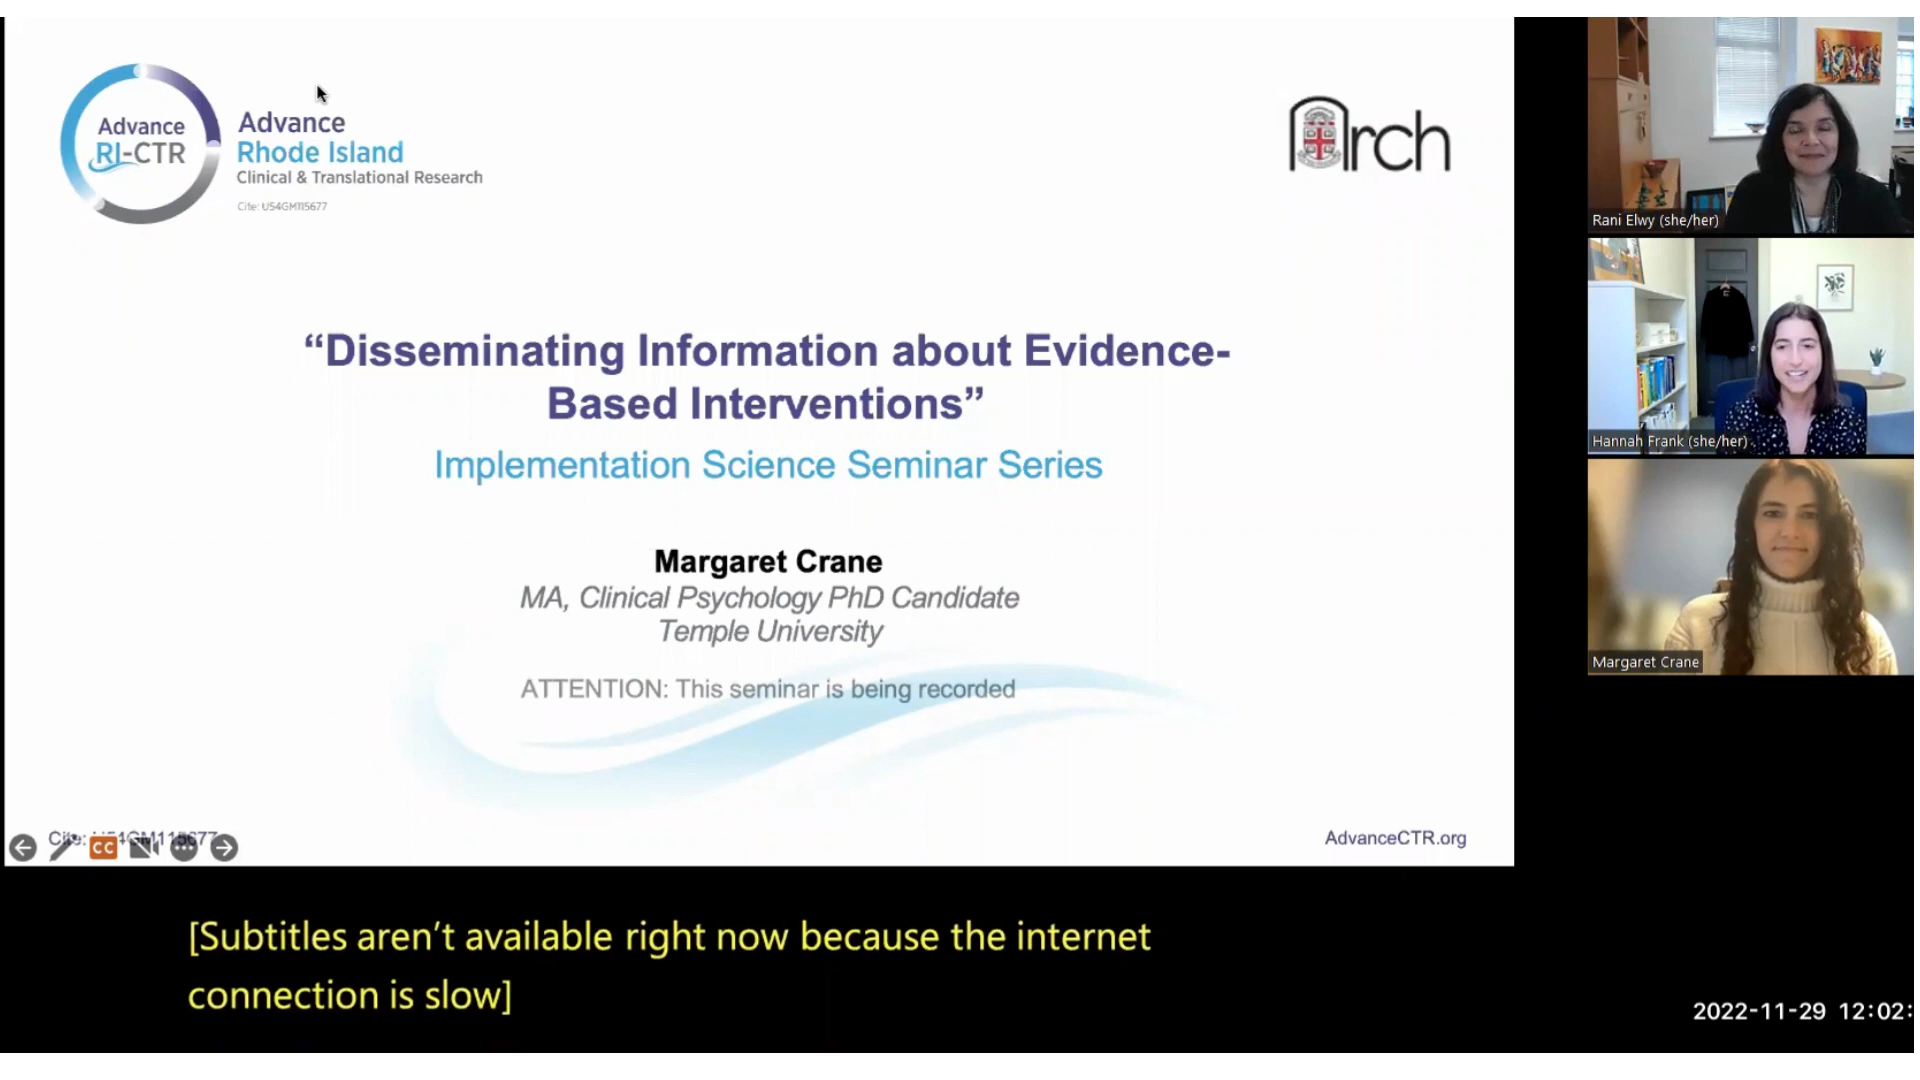 Advance
RI-CTR
Advance
Rhode Island
Clinical & Translational Research
Cite: U54GM115677
Arch
“Disseminating Information about Evidence-
Based Interventions”
Implementation Science Seminar Series
Margaret Crane
MA, Clinical Psychology PhD Candidate
Temple University
ATTENTION: This seminar is being recorded
Cite: U54GM115677
CC
AdvanceCTR.org
Rani Elwy (she/her)
Hannah Frank (she/her)
Margaret Crane
[Subtitles aren’t available right now because the internet
connection is slow]
2022-11-29 12:02: